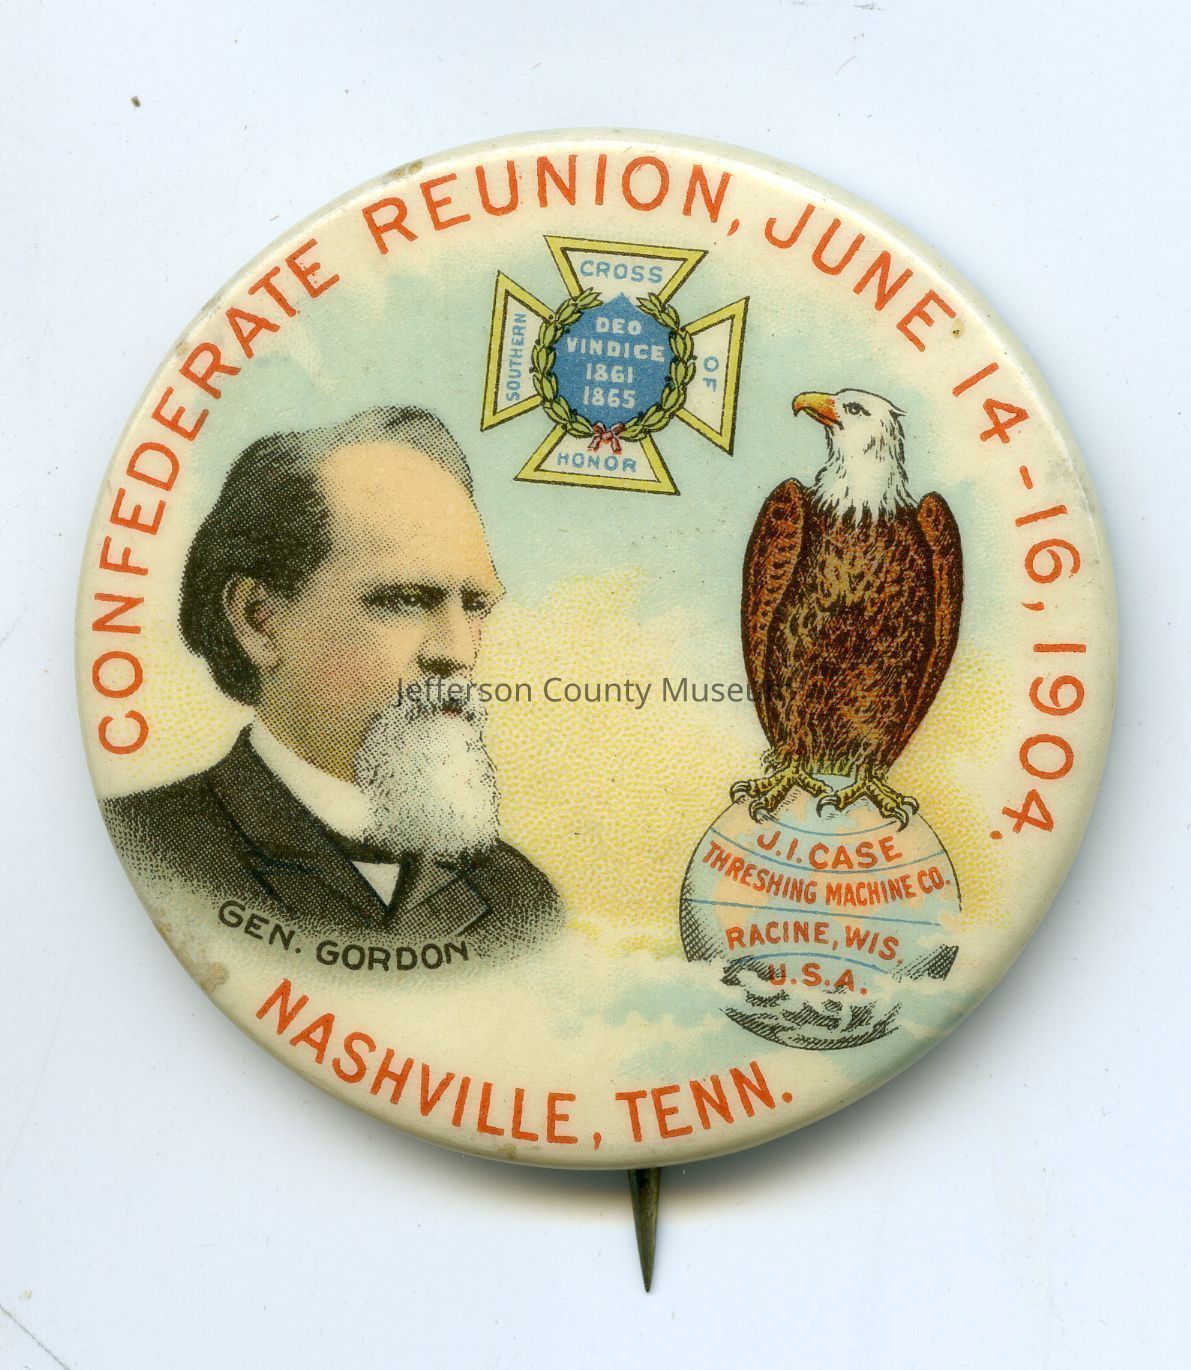 CONFEDERATE REUNION, JUNE 14-16, 1904.
CROSS
SOUTHERN
DEO
VINDICE
1861
1865
OF
HONOR
Jefferson County Museum
J.I. CASE
THRESHING MACHINE CO.
RACINE, WIS,
U.S.A.
GEN. GORDON
NASHVILLE, TENN.